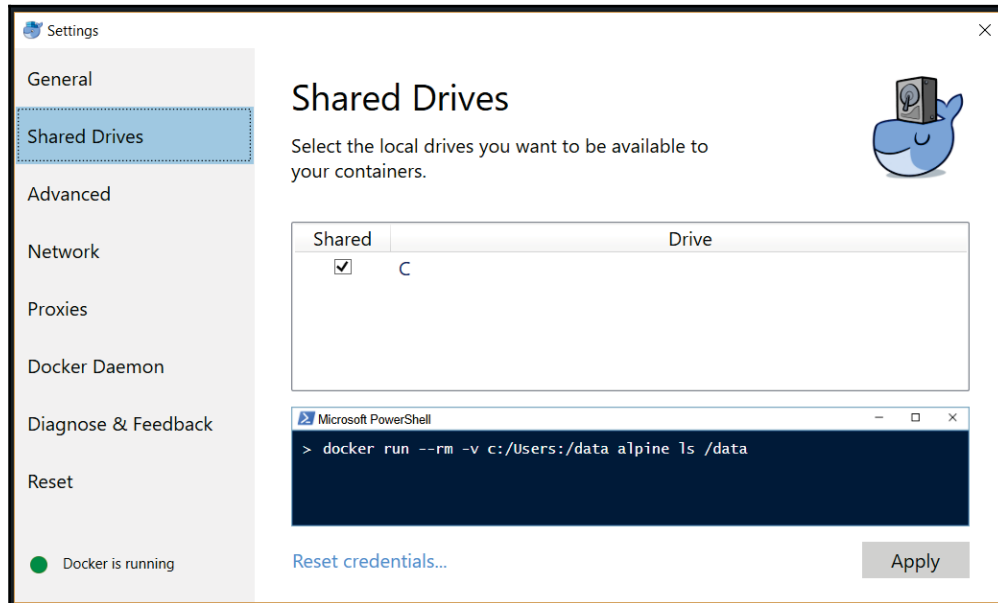 Settings
General
Shared Drives
Advanced
Network
Proxies
Docker Daemon
Diagnose & Feedback
Reset
Docker is running
Shared Drives
Select the local drives you want to be available to
your containers.
Shared Drive
C
Microsoft PowerShell
> docker run --rm -v c:/Users:/data alpine ls /data
Reset credentials...
Apply